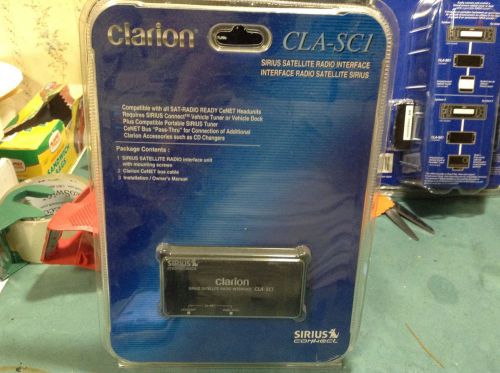 clarion
CLA-SC1
SIRIUS SATELLITE RADIO INTERFACE
INTERFACE RADIO SATELLITE SIRIUS
Compatible with all SAT-RADIO READY CeNET Headunits
Requires SIRIUS Connect™ Vehicle Tuner or Vehicle Dock
Plus Compatible Portable SIRIUS Tuner
CeNET Bus "Pass-Thru" for Connection of Additional
Clarion Accessories such as CD Changers
Package Contents :
1 SIRIUS SATELLITE RADIO interface unit
with mounting screws
2 Clarion CeNET bus cable
3 Installation / Owner's Manual
SIRIUS
connect
clarion
SIRIUS SATELLITE RADIO INTERFACE CLA-SC1
SIRIUS
connect